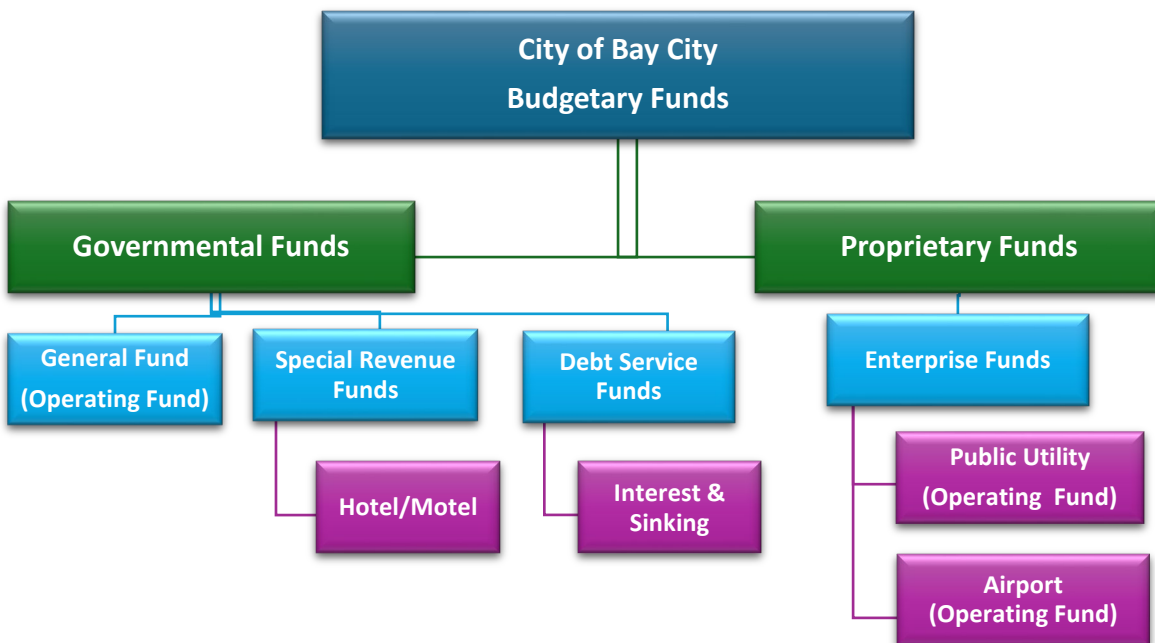 City of Bay City
Budgetary Funds
Governmental Funds
Proprietary Funds
General Fund
(Operating Fund)
Special Revenue
Funds
Debt Service
Funds
Enterprise Funds
Hotel/Motel
Interest &
Sinking
Public Utility
(Operating Fund)
Airport
(Operating Fund)